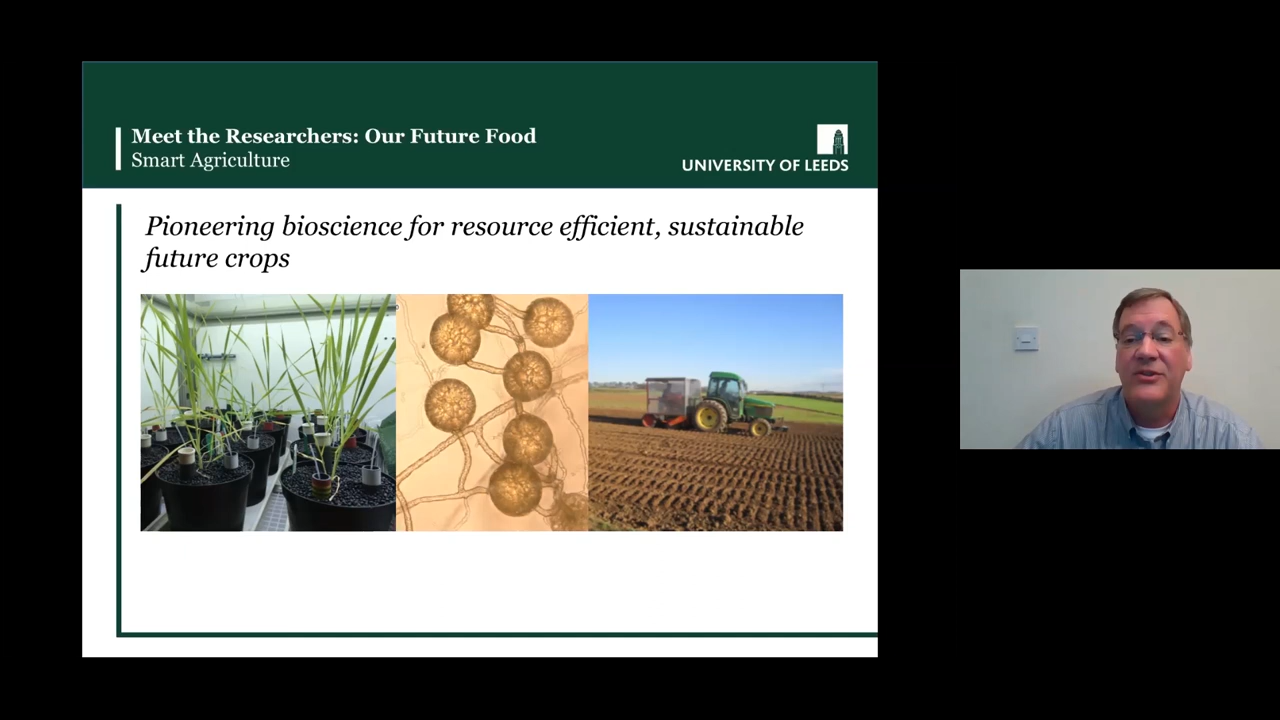 Meet the Researchers: Our Future Food
Smart Agriculture
UNIVERSITY OF LEEDS
Pioneering bioscience for resource efficient, sustainable
future crops